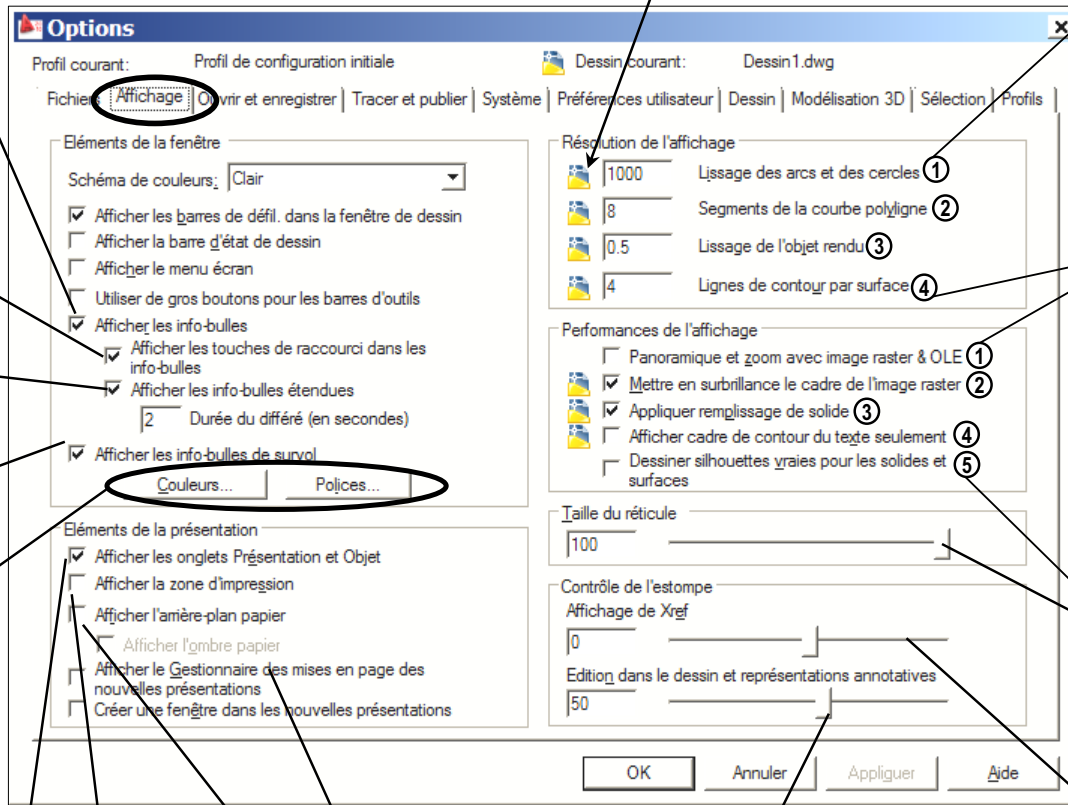 Options
Profil courant: Profil de configuration initiale Dessin courant: Dessin1.dwg
Fichiers Affichage Ouvrir et enregistrer Tracer et publier Système Préférences utilisateur Dessin Modélisation 3D Sélection Profils
Eléments de la fenêtre
Schéma de couleurs: Clair
Afficher les barres de défil. dans la fenêtre de dessin
Afficher la barre d'état de dessin
Afficher le menu écran
Utiliser de gros boutons pour les barres d'outils
Afficher les info-bulles
Afficher les touches de raccourci dans les
info-bulles
Afficher les info-bulles étendues
2 Durée du différé (en secondes)
Afficher les info-bulles de survol
Couleurs... Polices...
Eléments de la présentation
Afficher les onglets Présentation et Objet
Afficher la zone d'impression
Afficher l'arrière-plan papier
Afficher l'ombre papier
Afficher le Gestionnaire des mises en page des
nouvelles présentations
Créer une fenêtre dans les nouvelles présentations
Résolution de l'affichage
1000 Lissage des arcs et des cercles 1
8 Segments de la courbe polyligne 2
0.5 Lissage de l'objet rendu 3
4 Lignes de contour par surface 4
Performances de l'affichage
Panoramique et zoom avec image raster & OLE 1
Mettre en surbrillance le cadre de l'image raster 2
Appliquer remplissage de solide 3
Afficher cadre de contour du texte seulement 4
Dessiner silhouettes vraies pour les solides et 5
surfaces
Taille du réticule
100
Contrôle de l'estompe
Affichage de Xref
0
Edition dans le dessin et représentations annotatives
50
OK Annuler Appliquer Aide